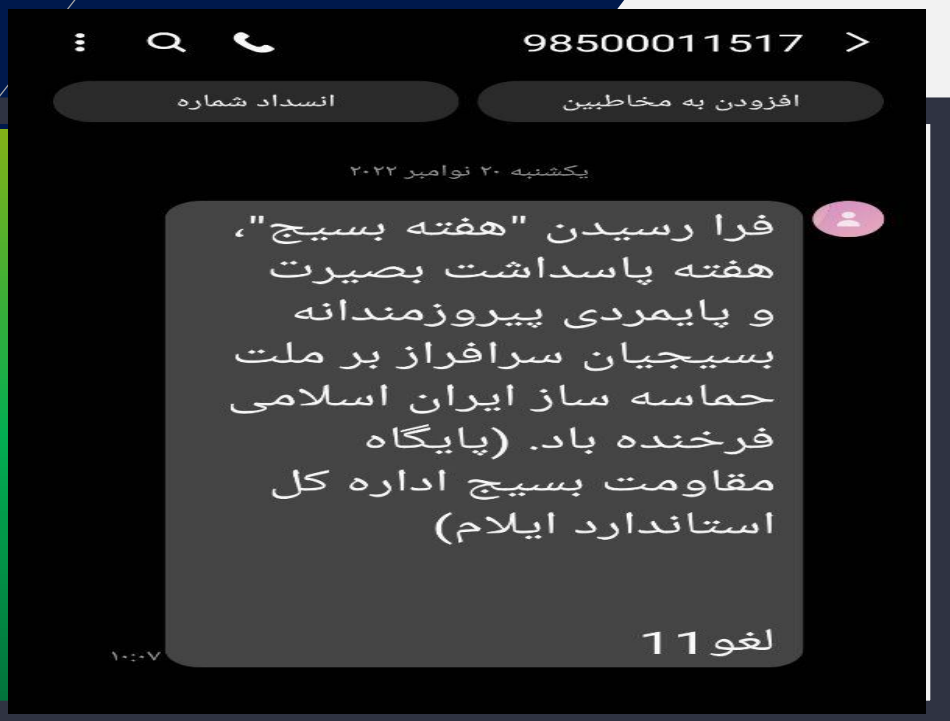 98500011517
افزودن به مخاطبین
انسداد شماره
یکشنبه ۲۰ نوامبر ۲۰۲۲
فرا رسیدن "هفته بسیج"،
هفته پاسداشت بصیرت
و پایمردی پیروزمندانه
بسیجیان سرافراز بر ملت
حماسه ساز ایران اسلامی
فرخنده باد. (پایگاه
مقاومت بسیج اداره کل
استاندارد ایلام)
لغو11
۱۰:۰۷